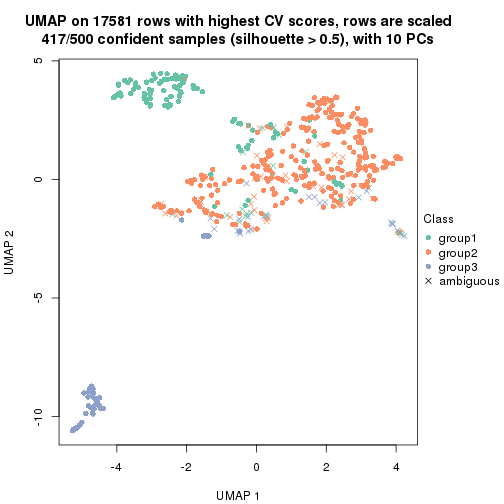 UMAP on 17581 rows with highest CV scores, rows are scaled
417/500 confident samples (silhouette > 0.5), with 10 PCs
5
0
-5
-10
UMAP 2
-4
-2
0
2
4
UMAP 1
Class
group1
group2
group3
ambiguous